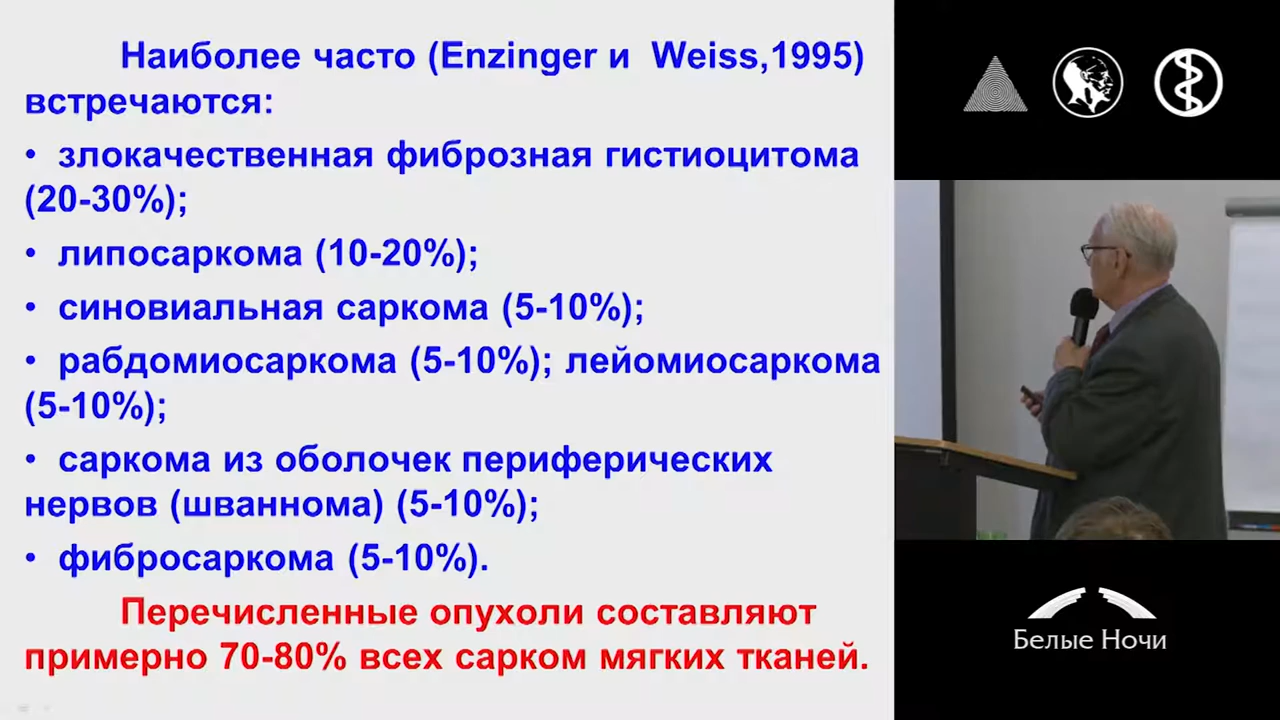 Наиболее часто (Enzinger и Weiss,1995)
встречаются:
• злокачественная фиброзная гистиоцитома
(20-30%);
• липосаркома (10-20%);
• синовиальная саркома (5-10%);
• рабдомиосаркома (5-10%); лейомиосаркома
(5-10%);
• саркома из оболочек периферических
нервов (шваннома) (5-10%);
• фибросаркома (5-10%).
Перечисленные опухоли составляют
примерно 70-80% всех сарком мягких тканей.
Белые Ночи